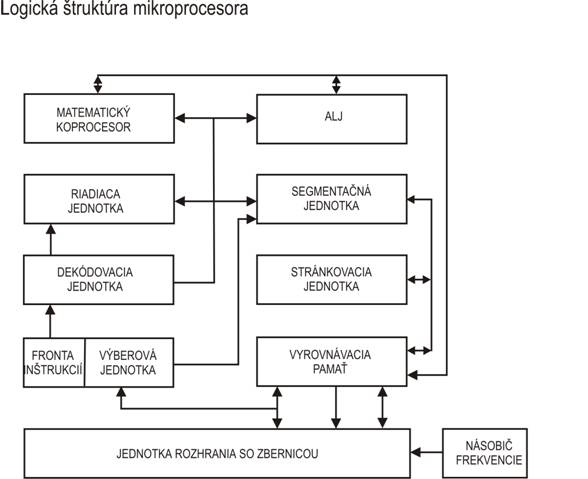 Logická štruktúra mikroprocesora
MATEMATICKÝ
KOPROCESOR
ALJ
RIADIACA
JEDNOTKA
SEGMENTAČNÁ
JEDNOTKA
DEKÓDOVACIA
JEDNOTKA
STRÁNKOVACIA
JEDNOTKA
FRONTA
INŠTRUKCIÍ
VÝBEROVÁ
JEDNOTKA
VYROVNÁVACIA
PAMAŤ
JEDNOTKA ROZHRANIA SO ZBERNICOU
NÁSOBIČ
FREKVENCIE